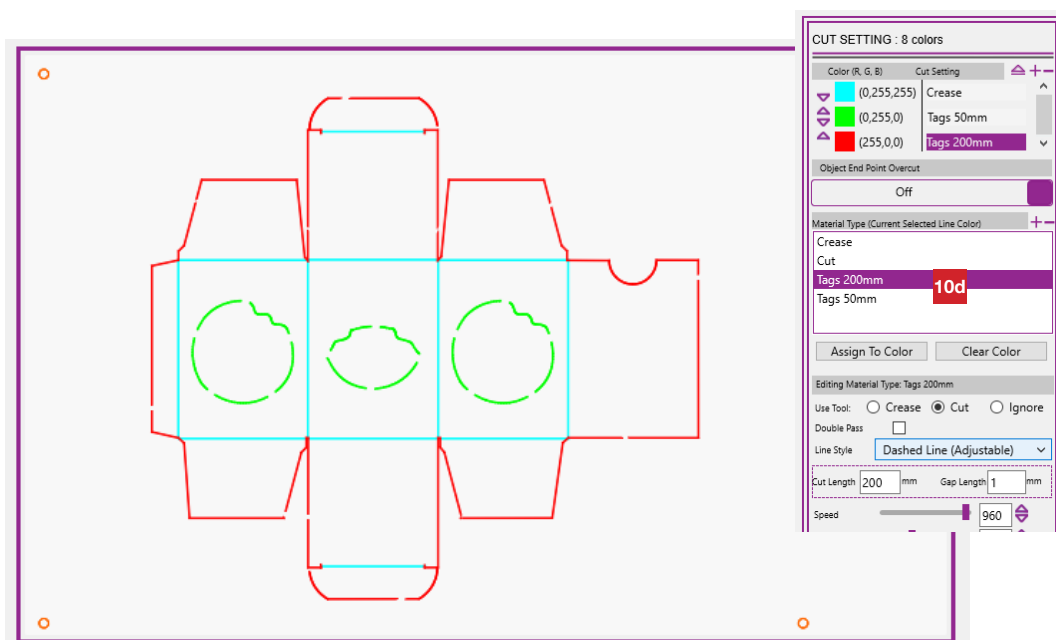 CUT SETTING : 8 colors
Color (R, G, B) Cut Setting
(0,255,255) Crease
(0,255,0) Tags 50mm
(255,0,0) Tags 200mm
Object End Point Overcut
Off
Material Type (Current Selected Line Color)
Crease
Cut
Tags 200mm
10d
Tags 50mm
Assign To Color Clear Color
Editing Material Type: Tags 200mm
Use Tool: Crease Cut Ignore
Double Pass
Line Style Dashed Line (Adjustable)
Cut Length 200 mm Gap Length 1 mm
Speed 960